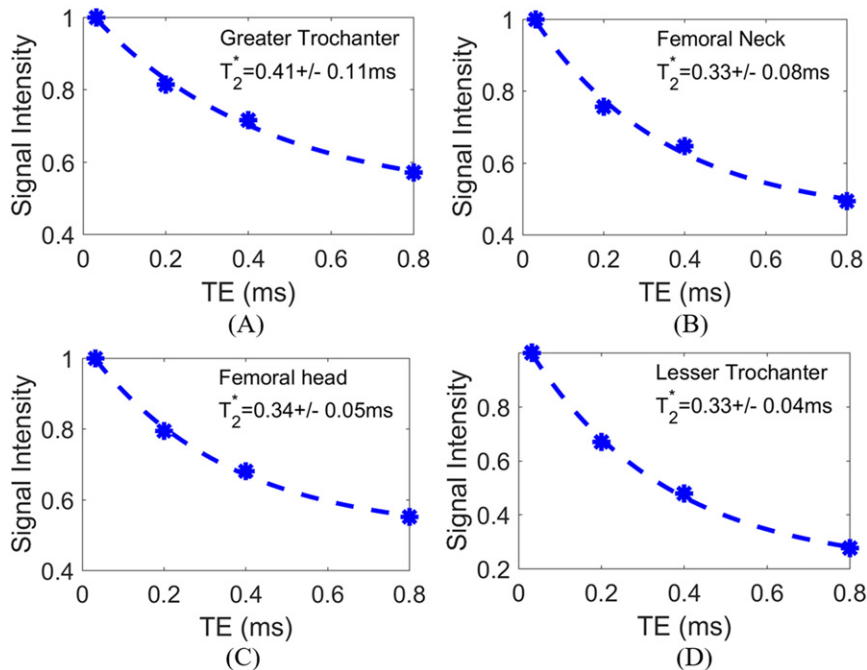 Greater Trochanter
T2*=0.41+/- 0.11ms
Signal Intensity
1
0.8
0.6
0.4
0 0.2 0.4 0.6 0.8
TE (ms)
(A)
Femoral Neck
T2*=0.33+/- 0.08ms
Signal Intensity
1
0.8
0.6
0.4
0 0.2 0.4 0.6 0.8
TE (ms)
(B)
Femoral head
T2*=0.34+/- 0.05ms
Signal Intensity
1
0.8
0.6
0.4
0 0.2 0.4 0.6 0.8
TE (ms)
(C)
Lesser Trochanter
T2*=0.33+/- 0.04ms
Signal Intensity
0.8
0.6
0.4
0.2
0 0.2 0.4 0.6 0.8
TE (ms)
(D)